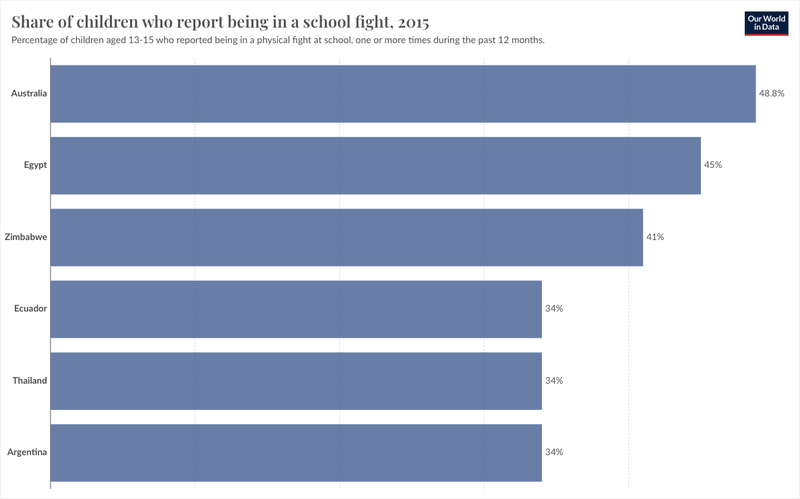 Share of children who report being in a school fight, 2015
Percentage of children aged 13-15 who reported being in a physical fight at school, one or more times during the past 12 months.
Our World
in Data
Australia 48.8%
Egypt 45%
Zimbabwe 41%
Ecuador 34%
Thailand 34%
Argentina 34%